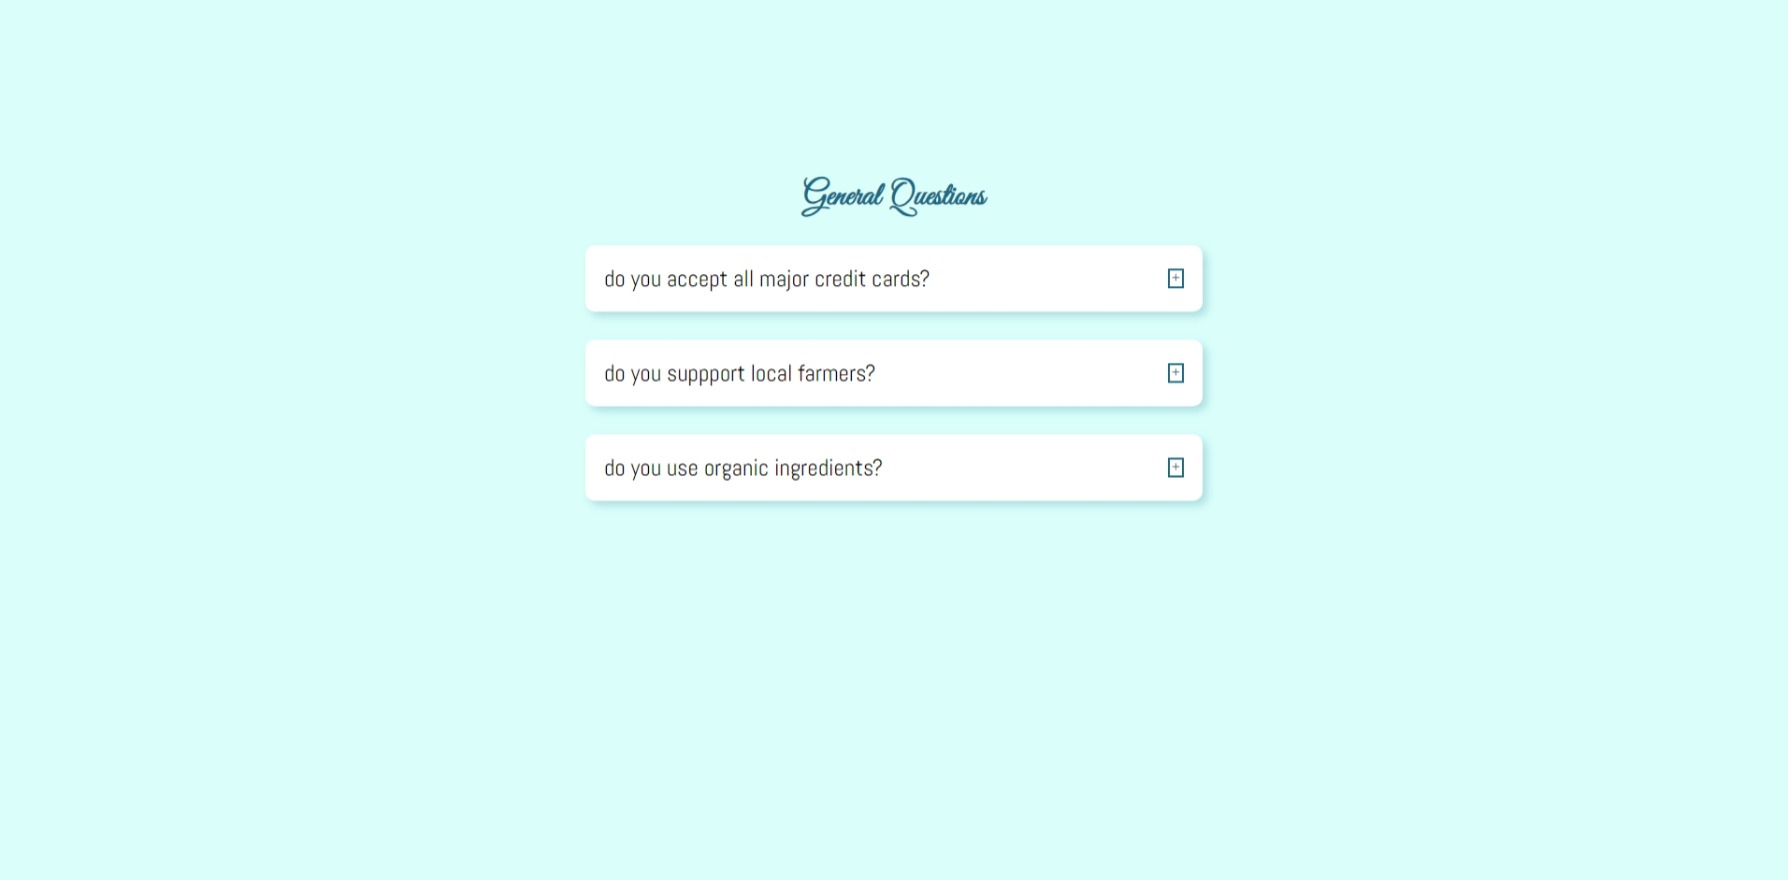 General Questions
do you accept all major credit cards?
+
do you suppport local farmers?
+
do you use organic ingredients?
+